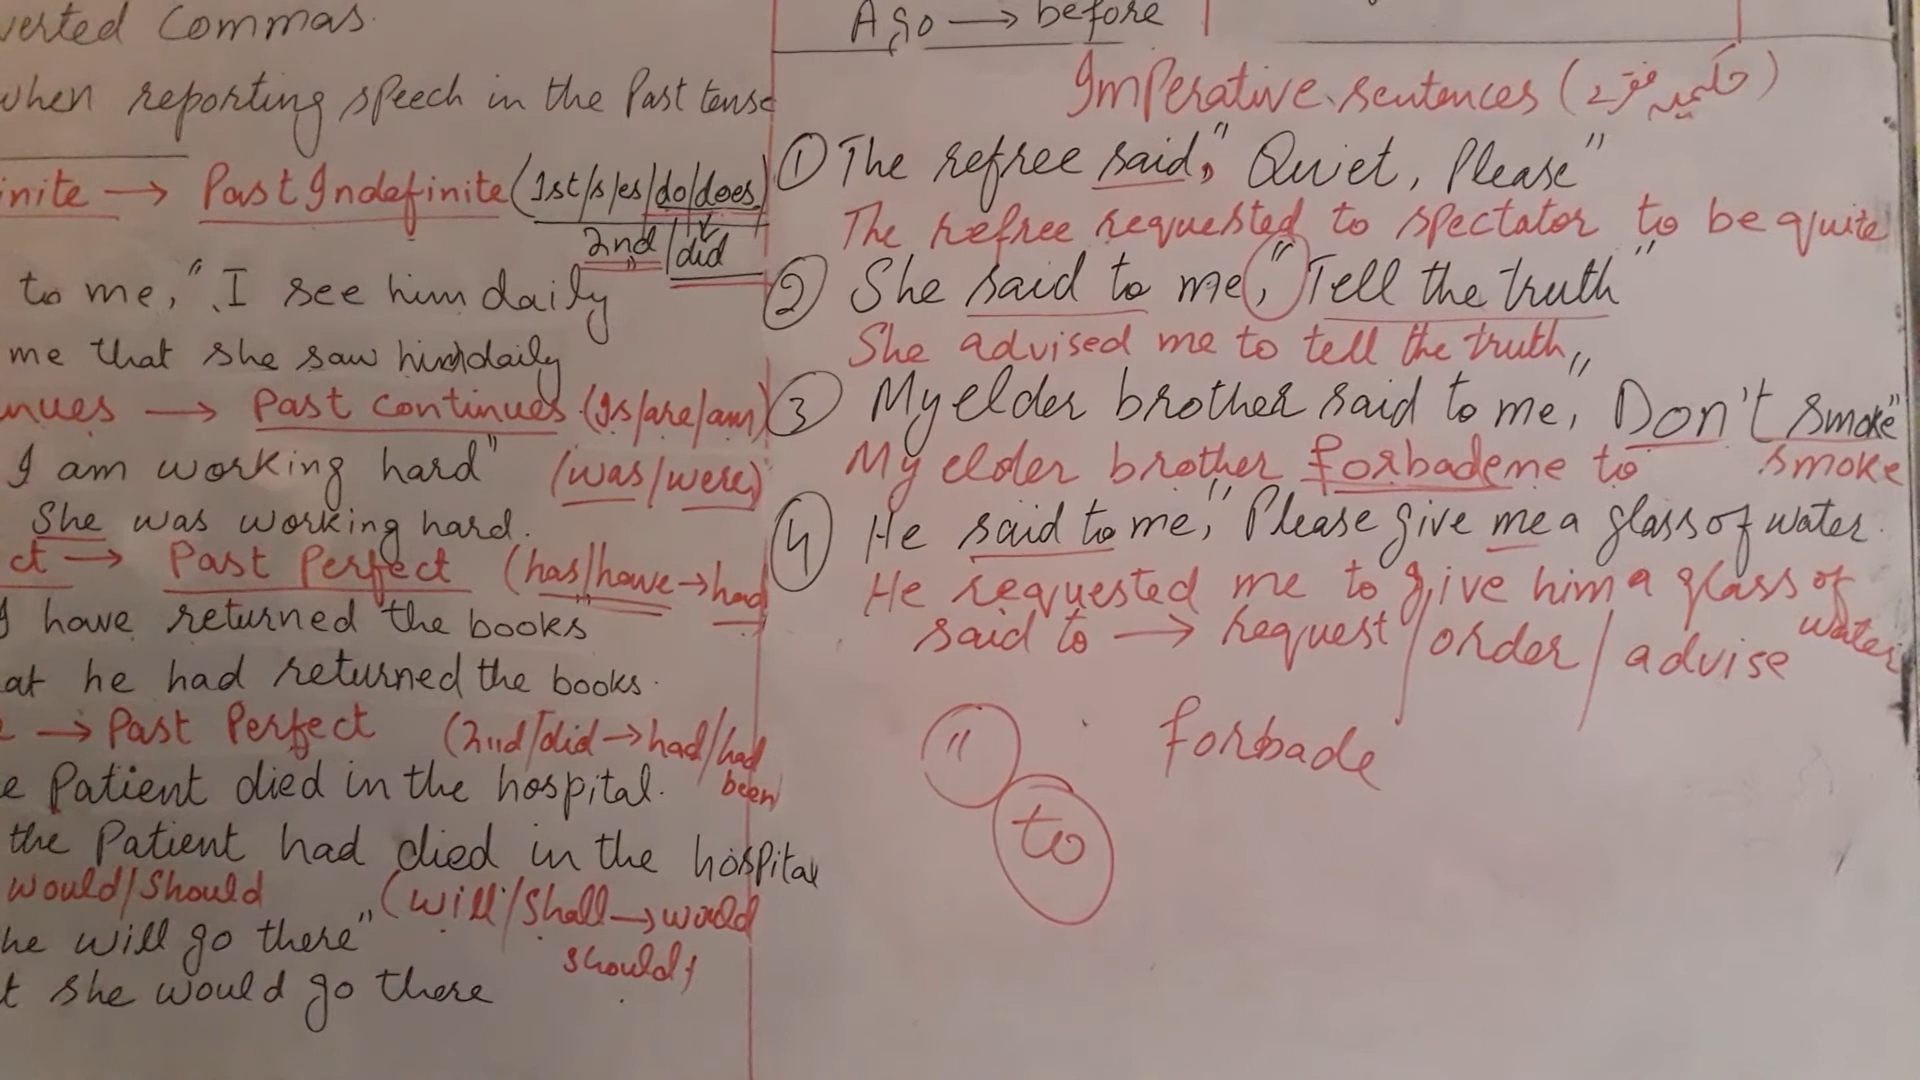 verted Commas.
when reporting speech in the Past tense
inite → Past Indefinite (1st/s/es/do/does)
2nd/did
to me, "I see him daily
me that she saw him daily
nues → Past continues (Is/are/am)
I am working hard" (was/were)
She was working hard.
ct → Past Perfect (has/have→had
I have returned the books
at he had returned the books.
→ Past Perfect (2nd/did→had/had
been
e Patient died in the hospital.
the Patient had died in the hospital
would/should (will/shall→would
should)
he will go there"
t she would go there
Ago → before
Imperative sentences (
① The refree said, "Quiet, Please"
The refree requested to spectator to be quite
② She said to me, "Tell the truth"
She advised me to tell the truth
③ My elder brother said to me, "Don't smoke"
My elder brother forbade me to smoke
④ He said to me, "Please give me a glass of water.
He requested me to give him a glass of
water
said to → request/order/advise
forbade
"
to